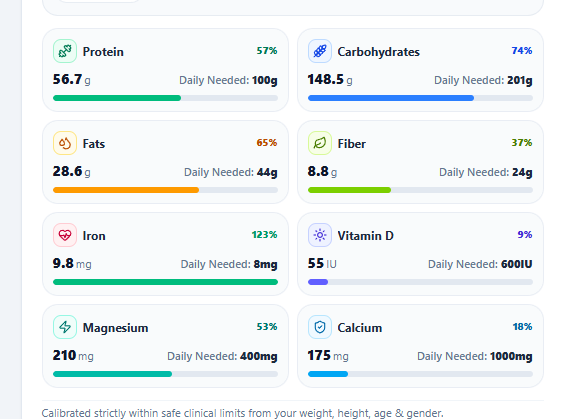 Protein 57%
56.7 g Daily Needed: 100g
Carbohydrates 74%
148.5 g Daily Needed: 201g
Fats 65%
28.6 g Daily Needed: 44g
Fiber 37%
8.8 g Daily Needed: 24g
Iron 123%
9.8 mg Daily Needed: 8mg
Vitamin D 9%
55 IU Daily Needed: 600IU
Magnesium 53%
210 mg Daily Needed: 400mg
Calcium 18%
175 mg Daily Needed: 1000mg
Calibrated strictly within safe clinical limits from your weight, height, age & gender.